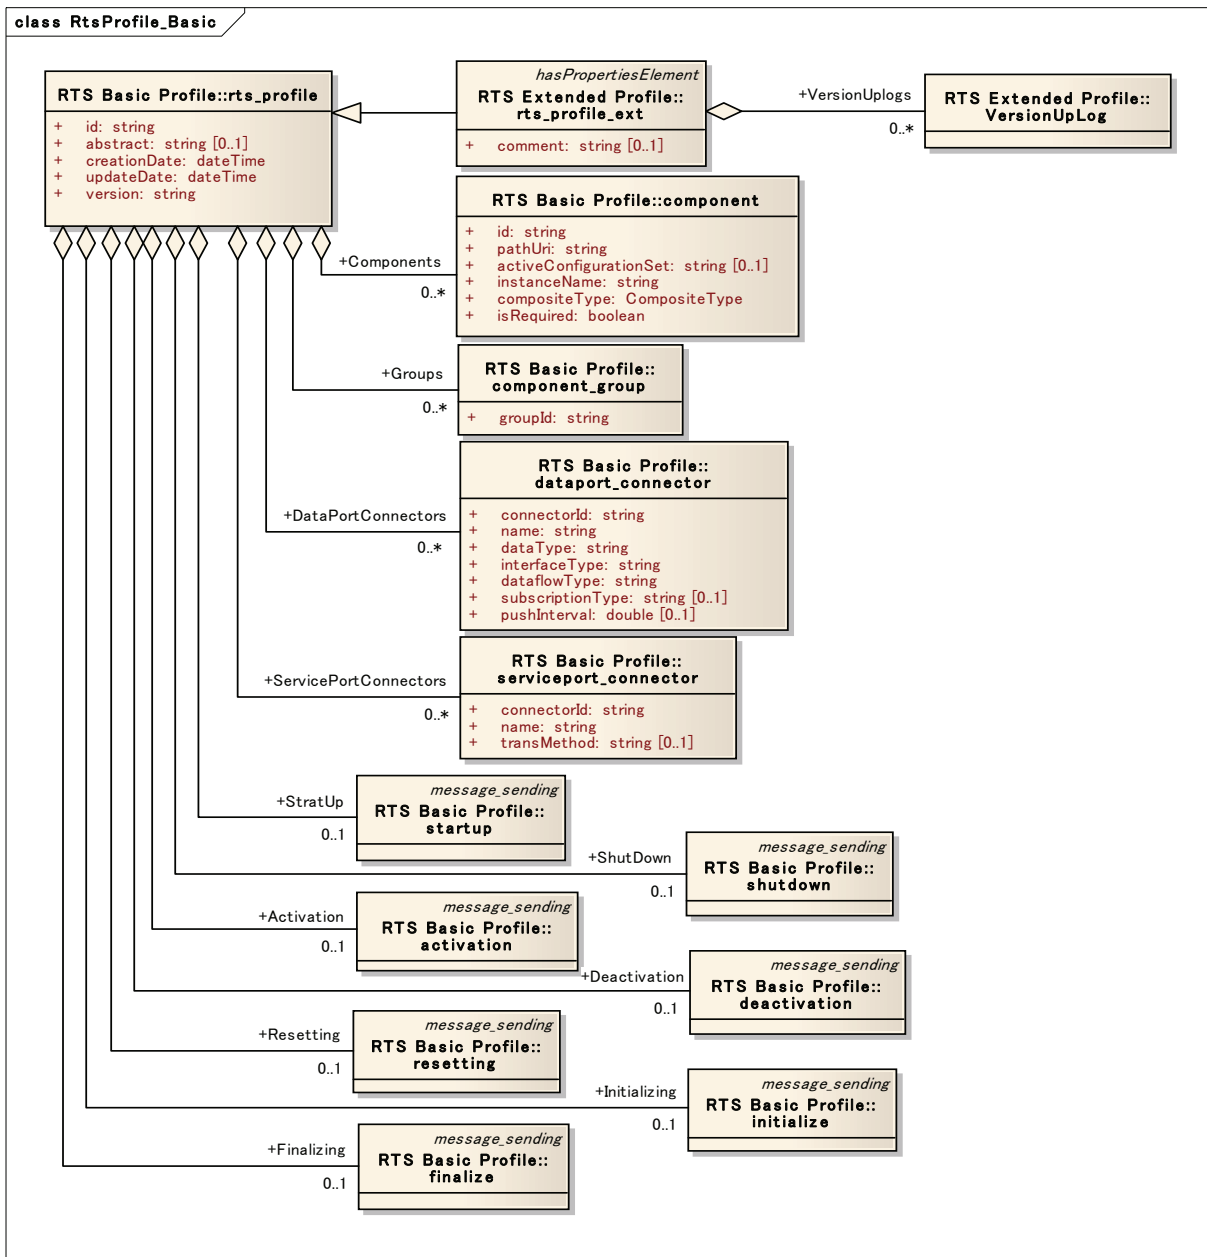 class RtsProfile_Basic
RTS Basic Profile::rts_profile
+ id: string
+ abstract: string [0..1]
+ creationDate: dateTime
+ updateDate: dateTime
+ version: string
hasPropertiesElement
RTS Extended Profile::
rts_profile_ext
+ comment: string [0..1]
+VersionUplogs
0..*
RTS Extended Profile::
VersionUpLog
RTS Basic Profile::component
+ id: string
+ pathUri: string
+ activeConfigurationSet: string [0..1]
+ instanceName: string
+ compositeType: CompositeType
+ isRequired: boolean
+Components
0..*
RTS Basic Profile::
component_group
+ groupId: string
+Groups
0..*
RTS Basic Profile::
dataport_connector
+ connectorId: string
+ name: string
+ dataType: string
+ interfaceType: string
+ dataflowType: string
+ subscriptionType: string [0..1]
+ pushInterval: double [0..1]
+DataPortConnectors
0..*
RTS Basic Profile::
serviceport_connector
+ connectorId: string
+ name: string
+ transMethod: string [0..1]
+ServicePortConnectors
0..*
+StratUp
0..1
message_sending
RTS Basic Profile::
startup
+ShutDown
0..1
message_sending
RTS Basic Profile::
shutdown
+Activation
0..1
message_sending
RTS Basic Profile::
activation
+Deactivation
0..1
message_sending
RTS Basic Profile::
deactivation
+Resetting
0..1
message_sending
RTS Basic Profile::
resetting
+Initializing
0..1
message_sending
RTS Basic Profile::
initialize
+Finalizing
0..1
message_sending
RTS Basic Profile::
finalize